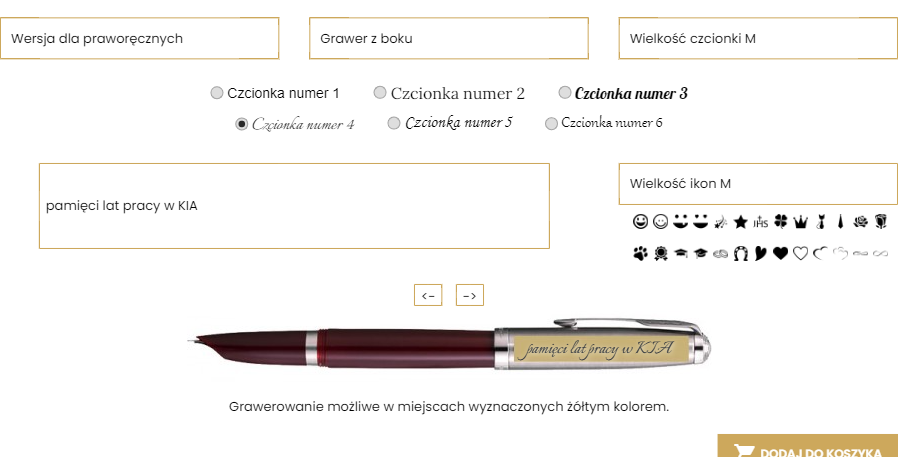 Wersja dla praworęcznych Grawer z boku Wielkość czcionki M
Czcionka numer 1 Czcionka numer 2 Czcionka numer 3
Czcionka numer 4 Czcionka numer 5 Czcionka numer 6
pamięci lat pracy w KIA
Wielkość ikon M
IHS
<- ->
pamięci lat pracy w KIA
Grawerowanie możliwe w miejscach wyznaczonych żółtym kolorem.
DODAJ DO KOSZYKA